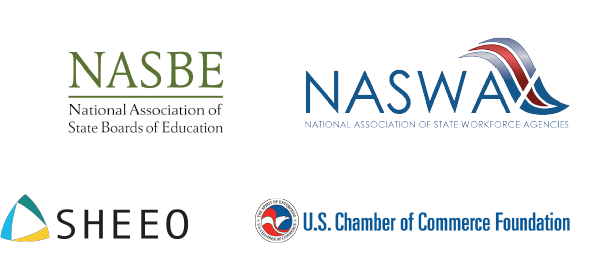 NASBE
National Association of
State Boards of Education
NASWA
NATIONAL ASSOCIATION OF STATE WORKFORCE AGENCIES
SHEEO
U.S. Chamber of Commerce Foundation